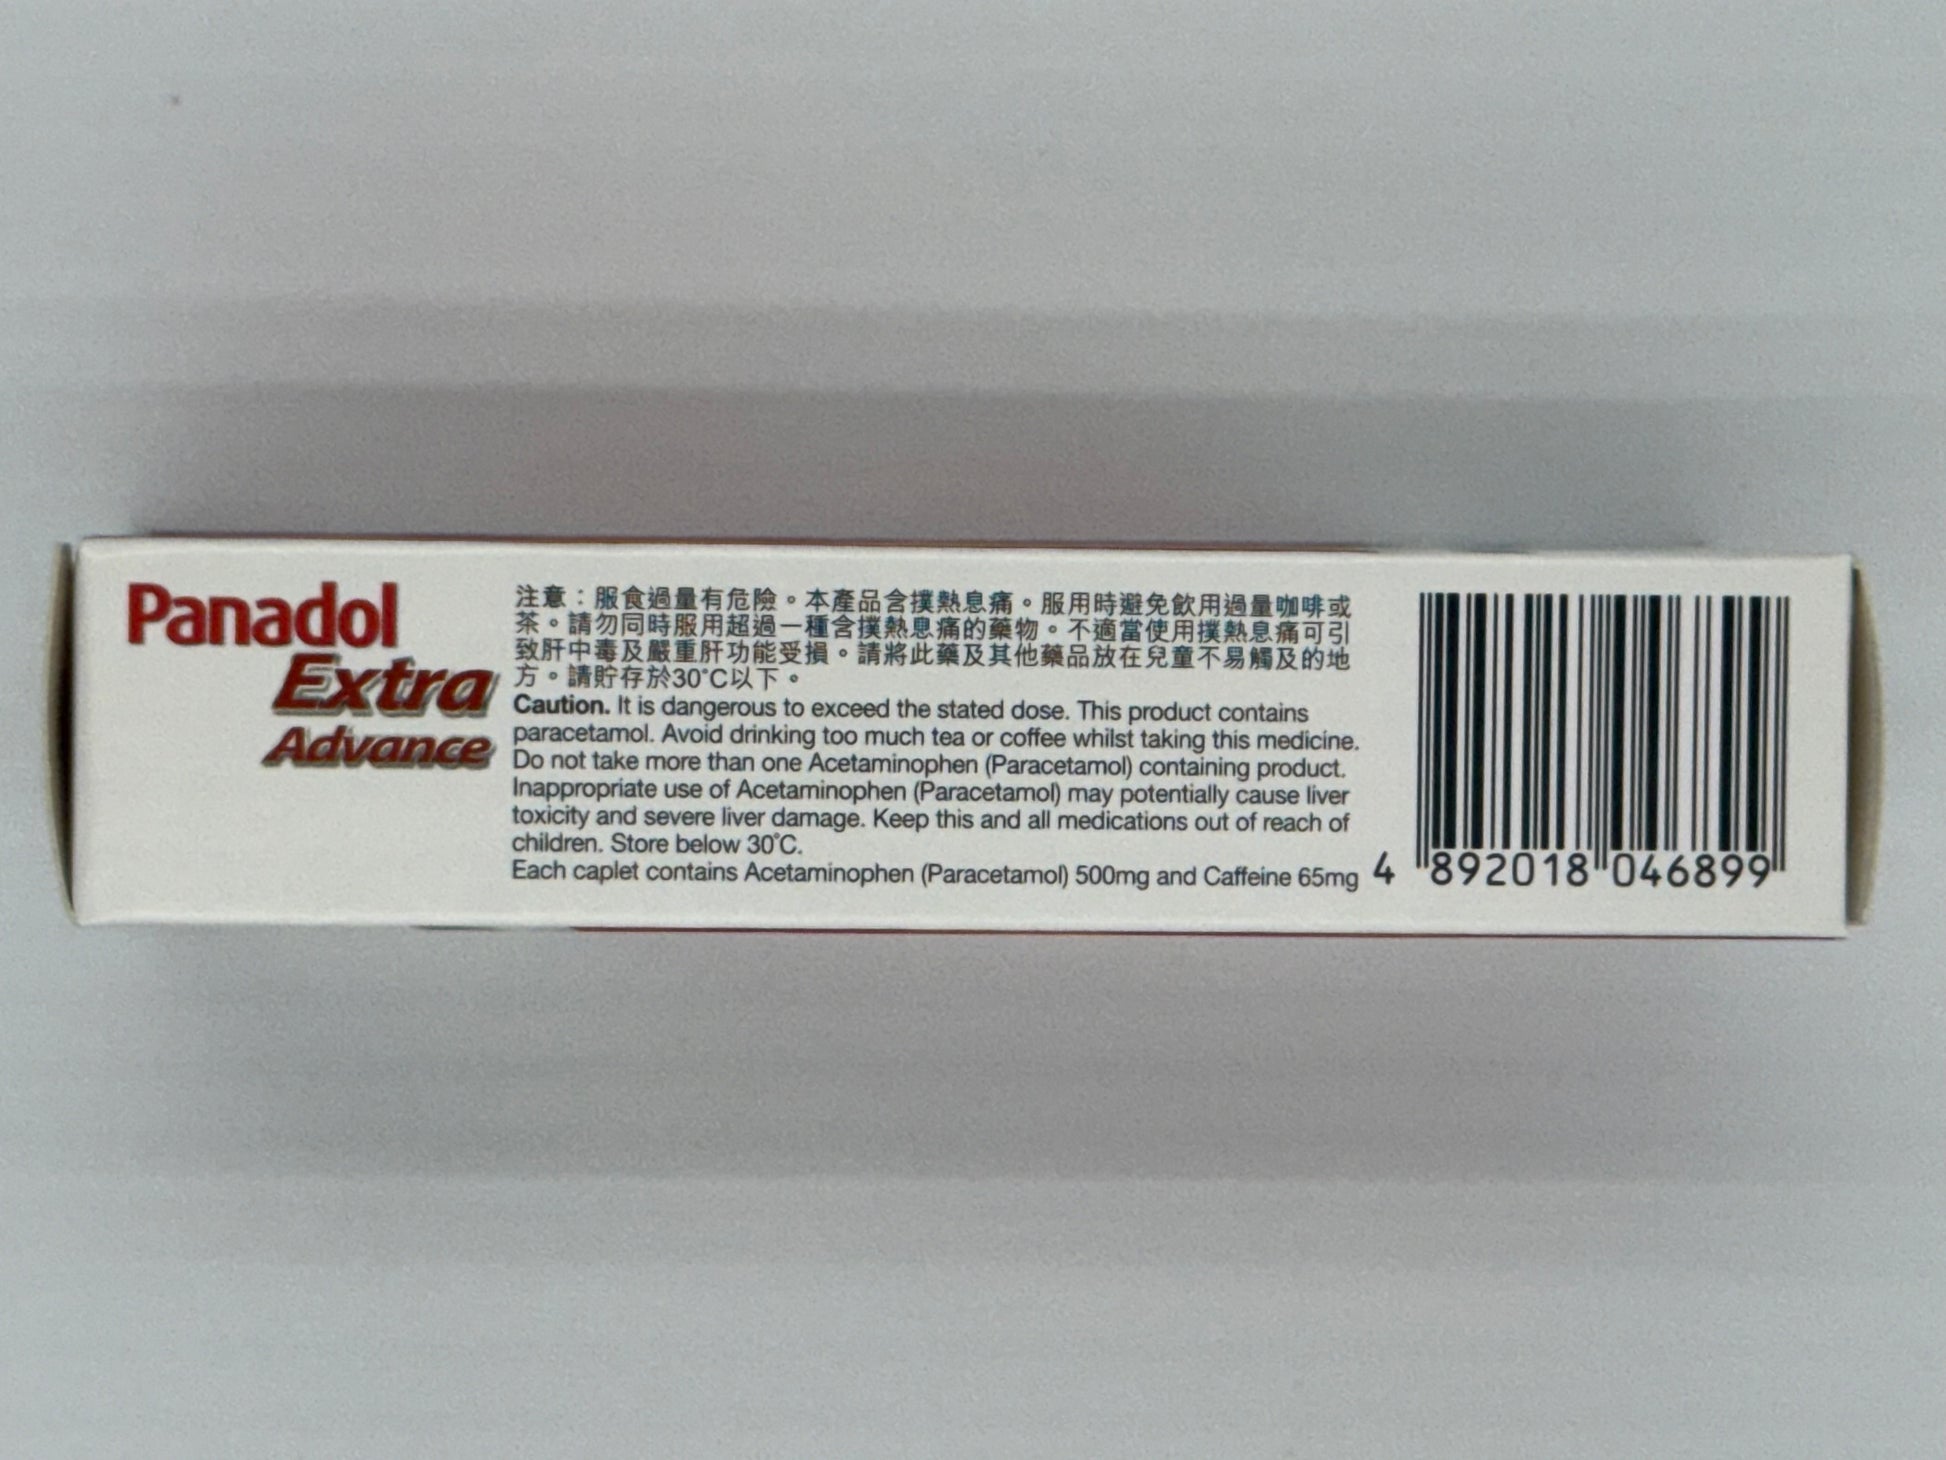 Panadol
Extra
Advance
注意：服食過量有危險。本產品含撲熱息痛。服用時避免飲用過量咖啡或
茶。請勿同時服用超過一種含撲熱息痛的藥物。不適當使用撲熱息痛可引
致肝中毒及嚴重肝功能受損。請將此藥及其他藥品放在兒童不易觸及的地
方。請貯存於30°C以下。
Caution. It is dangerous to exceed the stated dose. This product contains
paracetamol. Avoid drinking too much tea or coffee whilst taking this medicine.
Do not take more than one Acetaminophen (Paracetamol) containing product.
Inappropriate use of Acetaminophen (Paracetamol) may potentially cause liver
toxicity and severe liver damage. Keep this and all medications out of reach of
children. Store below 30°C.
Each caplet contains Acetaminophen (Paracetamol) 500mg and Caffeine 65mg
4 892018 046899